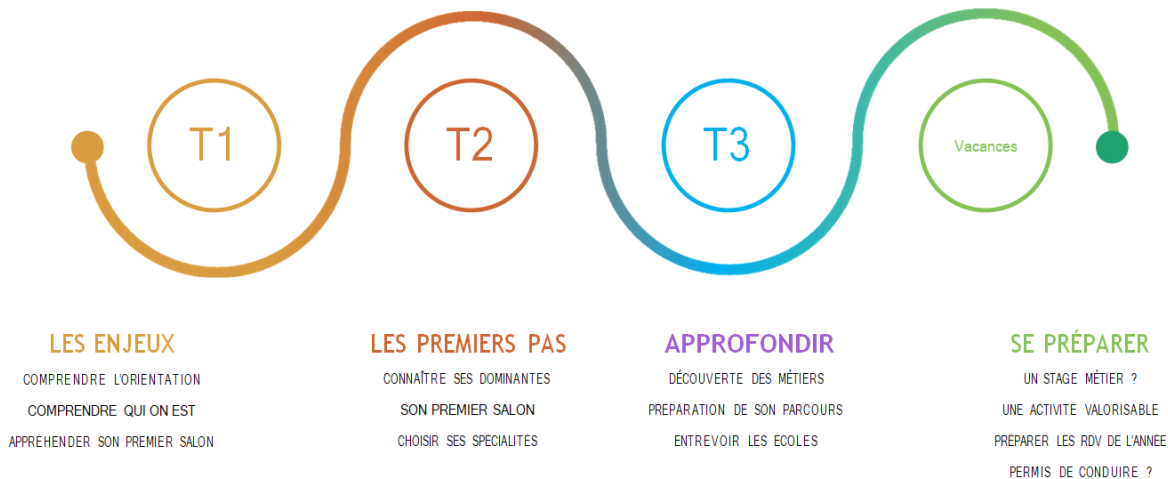 T1
T2
T3
Vacances
LES ENJEUX
COMPRENDRE L'ORIENTATION
COMPRENDRE QUI ON EST
APPRÉHENDER SON PREMIER SALON
LES PREMIERS PAS
CONNAÎTRE SES DOMINANTES
SON PREMIER SALON
CHOISIR SES SPÉCIALITÉS
APPROFONDIR
DÉCOUVERTE DES MÉTIERS
PRÉPARATION DE SON PARCOURS
ENTREVOIR LES ÉCOLES
SE PRÉPARER
UN STAGE MÉTIER ?
UNE ACTIVITÉ VALORISABLE
PRÉPARER LES RDV DE L'ANNÉE
PERMIS DE CONDUIRE ?